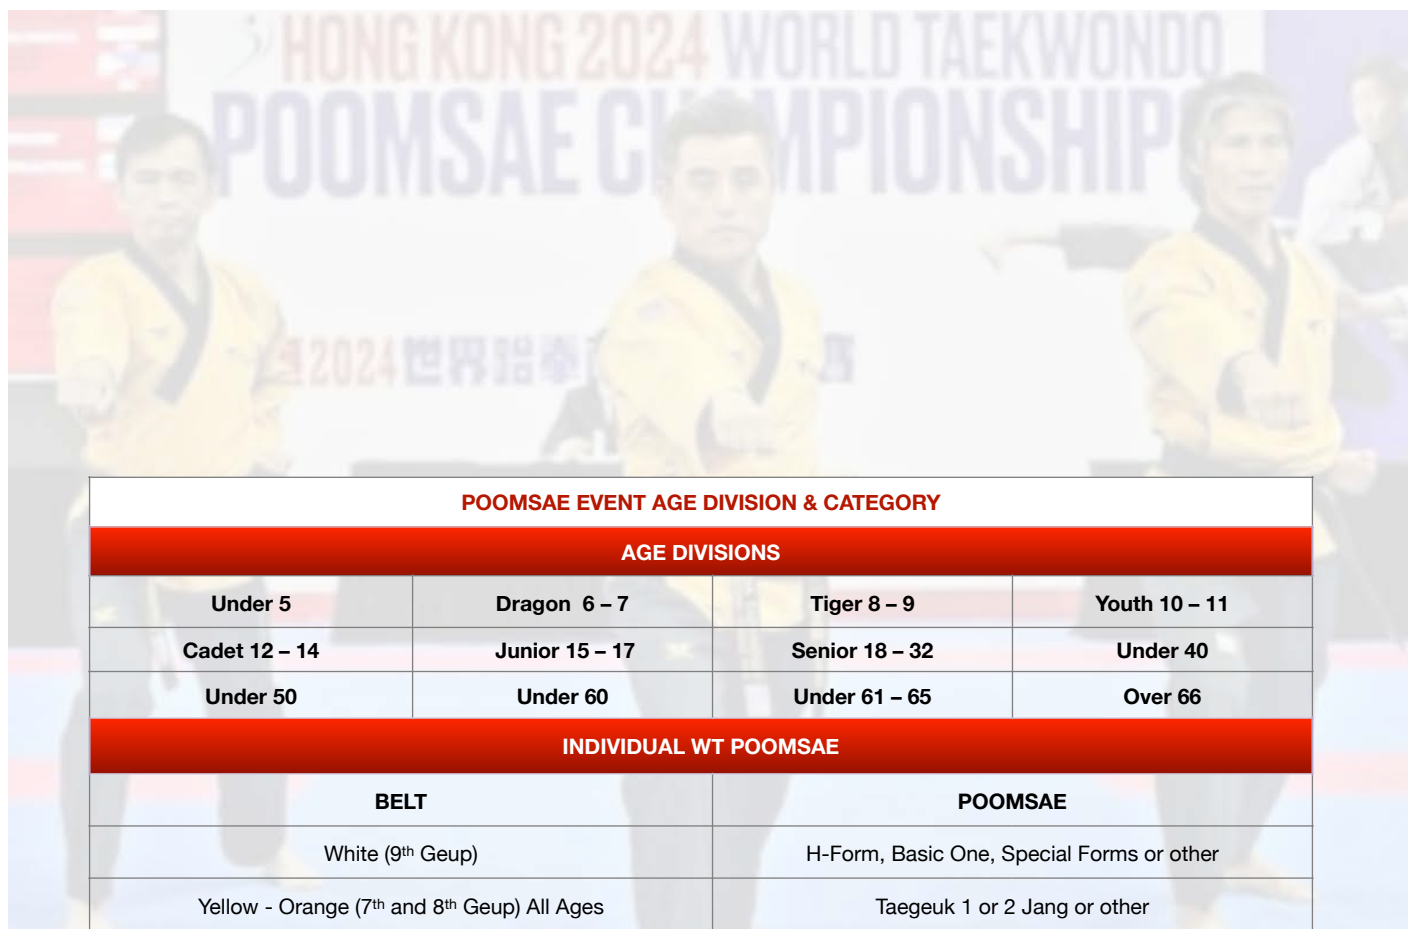 HONG KONG 2024 WORLD TAEKWONDO
POOMSAE CHAMPIONSHIPS
2024世界跆拳
POOMSAE EVENT AGE DIVISION & CATEGORY
AGE DIVISIONS
Under 5 Dragon 6 – 7 Tiger 8 – 9 Youth 10 – 11
Cadet 12 – 14 Junior 15 – 17 Senior 18 – 32 Under 40
Under 50 Under 60 Under 61 – 65 Over 66
INDIVIDUAL WT POOMSAE
BELT POOMSAE
White (9th Geup) H-Form, Basic One, Special Forms or other
Yellow - Orange (7th and 8th Geup) All Ages Taegeuk 1 or 2 Jang or other